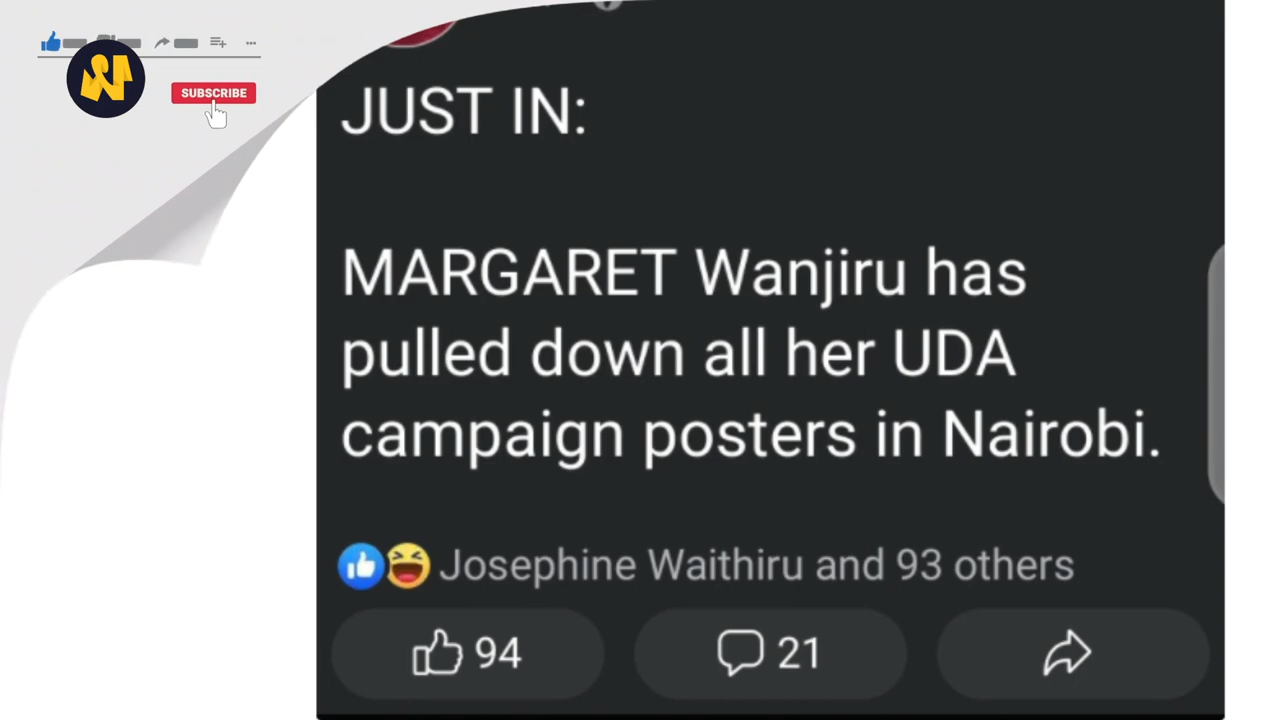 SUBSCRIBE
JUST IN:
MARGARET Wanjiru has
pulled down all her UDA
campaign posters in Nairobi.
Josephine Waithiru and 93 others
94
21